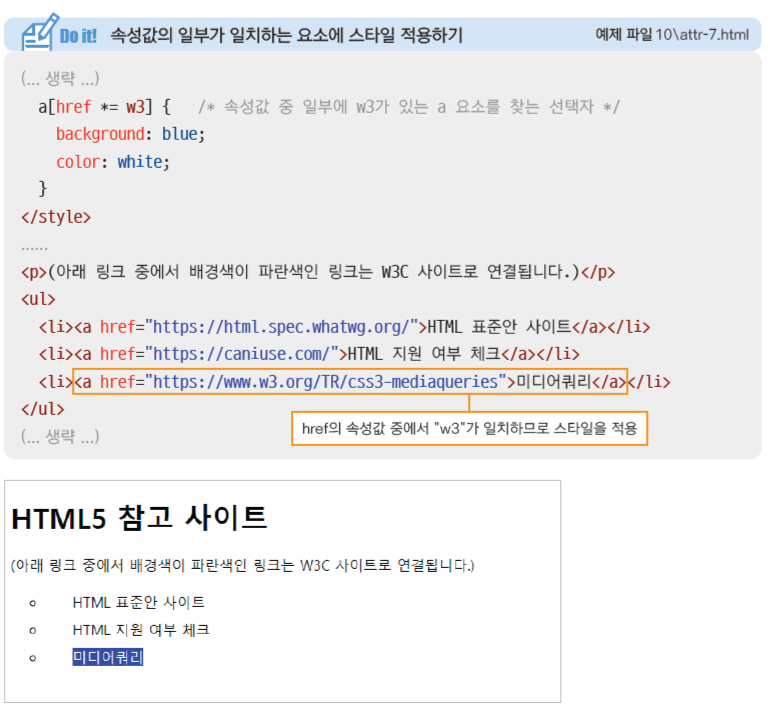 Do it! 속성값의 일부가 일치하는 요소에 스타일 적용하기 예제 파일 10\attr-7.html
(... 생략 ...)
a[href *= w3] { /* 속성값 중 일부에 w3가 있는 a 요소를 찾는 선택자 */
background: blue;
color: white;
}
</style>
......
<p>(아래 링크 중에서 배경색이 파란색인 링크는 W3C 사이트로 연결됩니다.)</p>
<ul>
<li><a href="https://html.spec.whatwg.org/">HTML 표준안 사이트</a></li>
<li><a href="https://caniuse.com/">HTML 지원 여부 체크</a></li>
<li><a href="https://www.w3.org/TR/css3-mediaqueries">미디어쿼리</a></li>
</ul>
(... 생략 ...)
href의 속성값 중에서 "w3"가 일치하므로 스타일을 적용
HTML5 참고 사이트
(아래 링크 중에서 배경색이 파란색인 링크는 W3C 사이트로 연결됩니다.)
HTML 표준안 사이트
HTML 지원 여부 체크
미디어쿼리